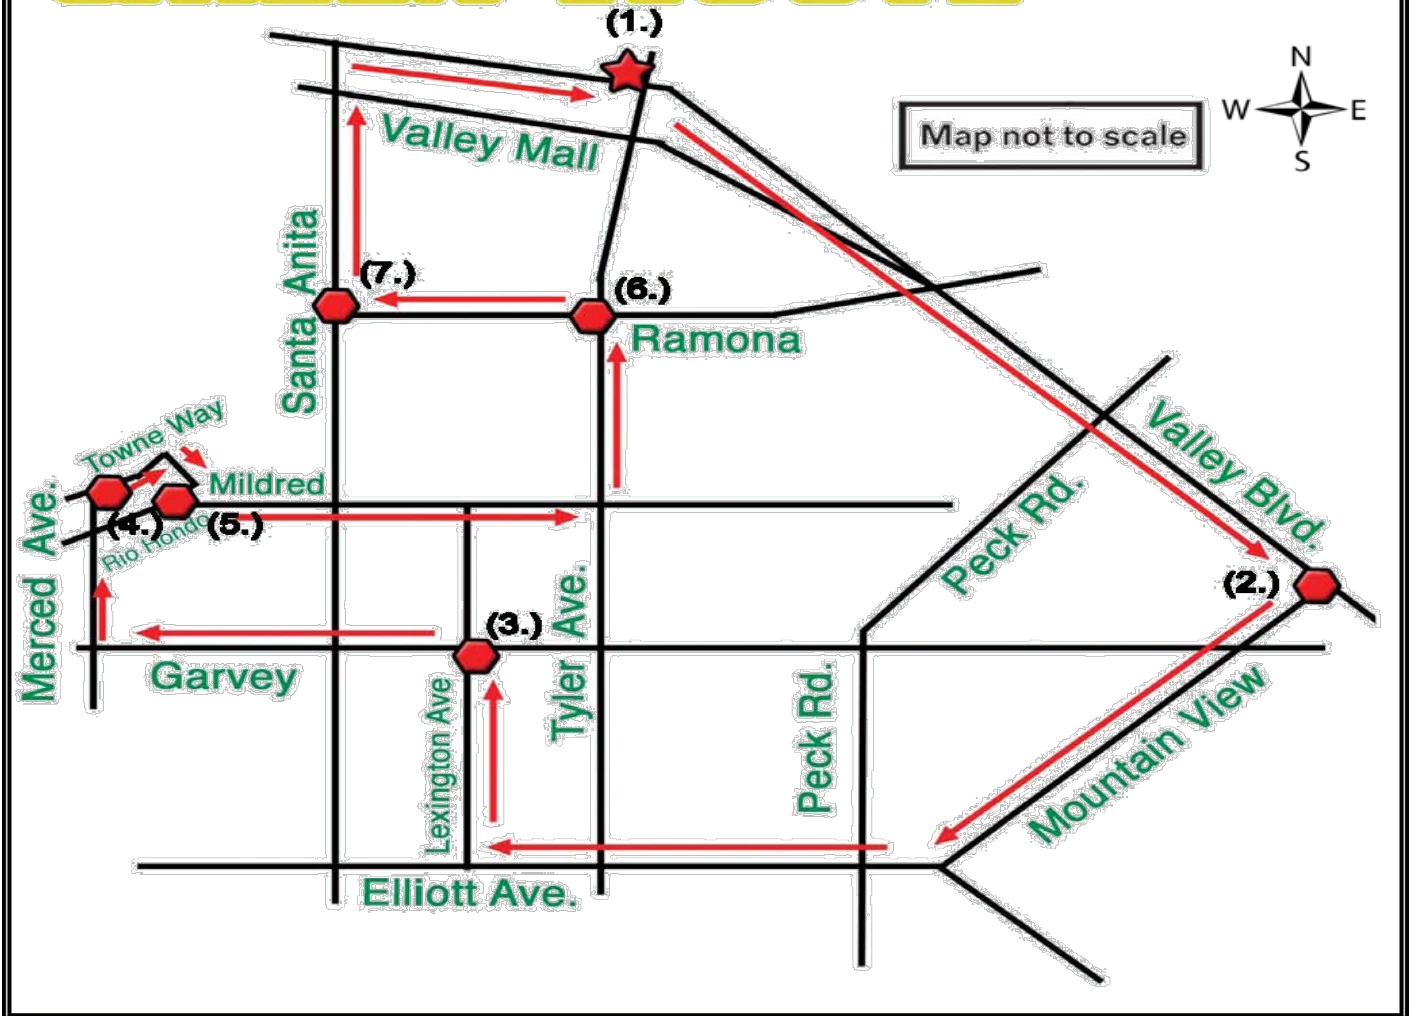 (1.)
N
W E
S
Map not to scale
Valley Mall
Santa Anita
(7.)
(6.)
Ramona
Towne Way
Mildred
Valley Blvd.
Peck Rd.
Merced Ave.
(4.)
(5.)
Rio Hondo
(2.)
(3.)
Tyler Ave.
Garvey
Lexington Ave
Peck Rd.
Mountain View
Elliott Ave.